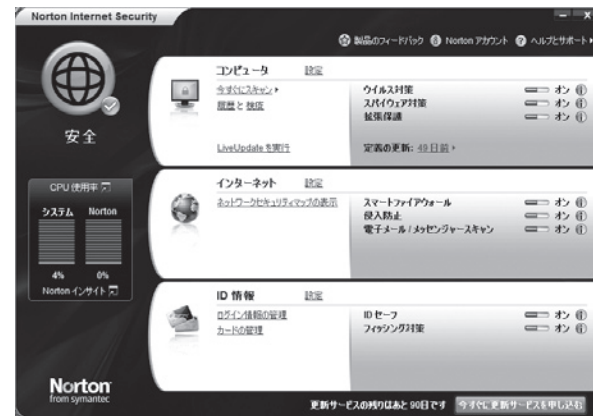 Norton Internet Security
製品のフィードバック Norton アカウント ヘルプとサポート
安全
CPU 使用率
システム Norton
4% 0%
Norton インサイト
Norton
from symantec
コンピュータ 設定
今すぐにスキャン
履歴と検疫
LiveUpdate を実行
ウイルス対策 オン
スパイウェア対策 オン
拡張保護 オン
定義の更新: 49日前
インターネット 設定
ネットワークセキュリティマップの表示
スマートファイアウォール オン
侵入防止 オン
電子メール / メッセンジャースキャン オン
ID 情報 設定
ログイン情報の管理
カードの管理
ID セーフ オン
フィッシング対策 オン
更新サービスの残りはあと 90日です 今すぐ更新サービスを申し込む